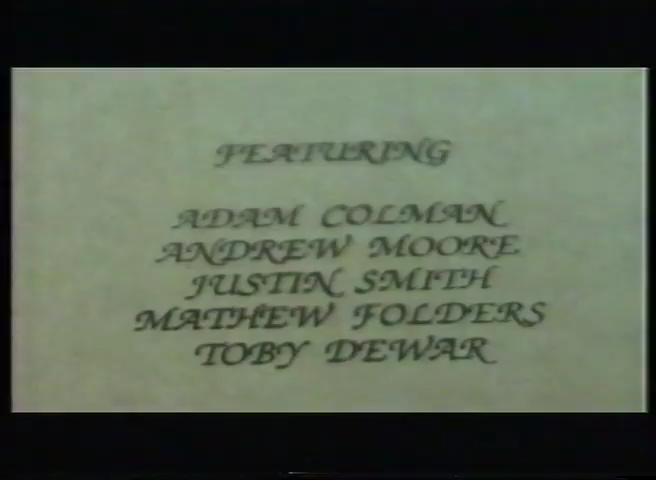 FEATURING
ADAM COLMAN
ANDREW MOORE
JUSTIN SMITH
MATHEW FOLDERS
TOBY DEWAR